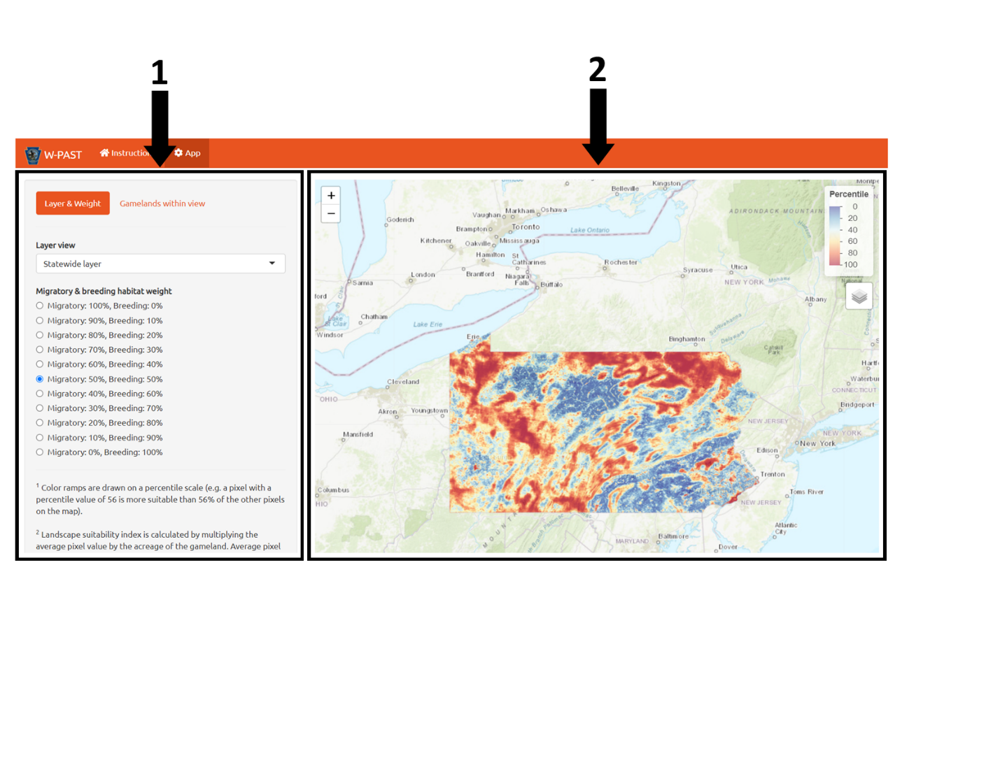 1
2
W-PAST
Instruction
App
Layer & Weight
Gamelands within view
Layer view
Statewide layer
Migratory & breeding habitat weight
Migratory: 100%, Breeding: 0%
Migratory: 90%, Breeding: 10%
Migratory: 80%, Breeding: 20%
Migratory: 70%, Breeding: 30%
Migratory: 60%, Breeding: 40%
Migratory: 50%, Breeding: 50%
Migratory: 40%, Breeding: 60%
Migratory: 30%, Breeding: 70%
Migratory: 20%, Breeding: 80%
Migratory: 10%, Breeding: 90%
Migratory: 0%, Breeding: 100%
1 Color ramps are drawn on a percentile scale (e.g. a pixel with a
percentile value of 56 is more suitable than 56% of the other pixels
on the map).
2 Landscape suitability index is calculated by multiplying the
average pixel value by the acreage of the gameland. Average pixel
+
−
Percentile
0
20
40
60
80
100
Kingston
Belleville
Montpe
ADIRONDACK MOUNTAIN
Goderich
Vaughan
Markham
Oshawa
Brampton
Toronto
Lake Ontario
Kitchener
Oakville
Mississauga
Hamilton
St
Catharines
Rochester
Syracuse
Utica
London
Brantford
Niagara
Falls
Buffalo
NEW YORK
Mohawk
National
Sarnia
ford
Albany
Chatham
Lake
St Clair
Lake Erie
Windsor
Erie
Binghamton
Susquehanna
Delaware
Catskill
Park
Connecti
Hartf
Cleveland
Waterbu
CONNECTICUT
OHIO
Akron
Youngstown
Bridgeport
NEW JERSEY
Mansfield
NEW YORK
New York
Edison
Delaware
Trenton
Columbus
HIO
Toms River
NEW JERSEY
Atlantic
City
MOUNTA
Baltimore
MARYLAND
Dover